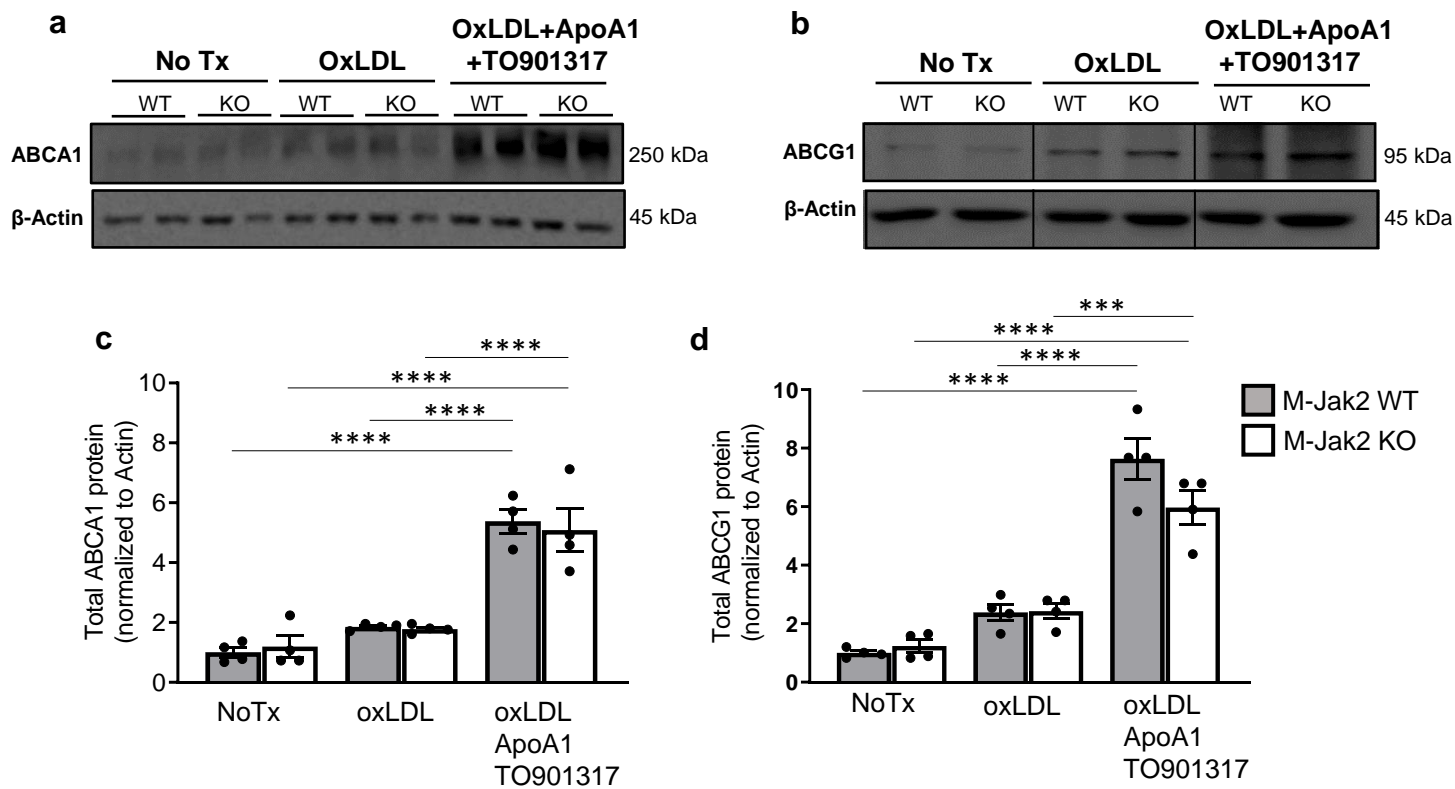 a
OxLDL+ApoA1
+TO901317
No Tx
OxLDL
WT
KO
WT
KO
WT
KO
ABCA1
250 kDa
β-Actin
45 kDa
b
OxLDL+ApoA1
+TO901317
No Tx
OxLDL
WT
KO
WT
KO
WT
KO
ABCG1
95 kDa
β-Actin
45 kDa
c
****
****
****
****
Total ABCA1 protein
(normalized to Actin)
10
8
6
4
2
0
NoTx
oxLDL
oxLDL
ApoA1
TO901317
d
***
****
****
****
Total ABCG1 protein
(normalized to Actin)
10
8
6
4
2
0
NoTx
oxLDL
oxLDL
ApoA1
TO901317
M-Jak2 WT
M-Jak2 KO